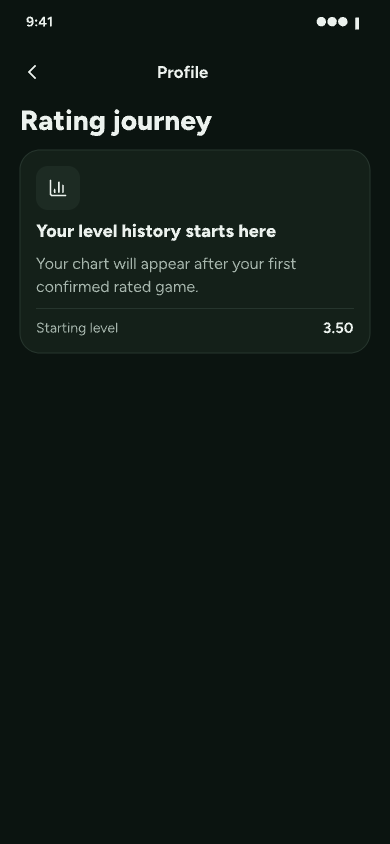 9:41
Profile
Rating journey
Your level history starts here
Your chart will appear after your first
confirmed rated game.
Starting level 3.50